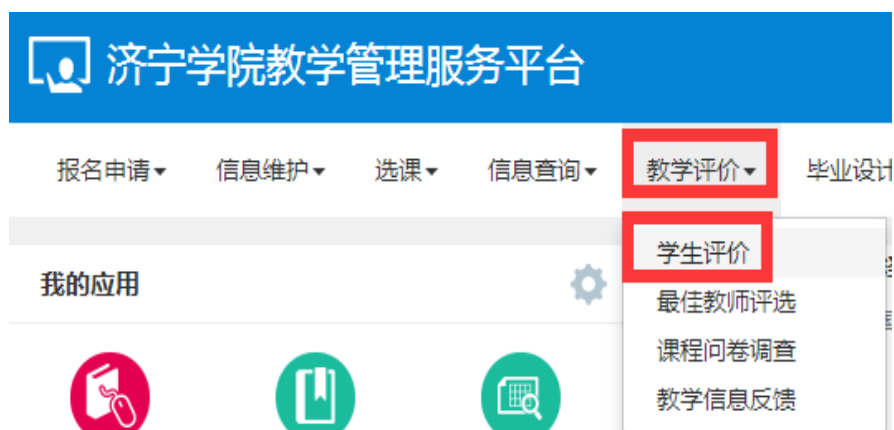 济宁学院教学管理服务平台
报名申请 信息维护 选课 信息查询 教学评价 毕业设计
学生评价
我的应用
最佳教师评选
课程问卷调查
教学信息反馈